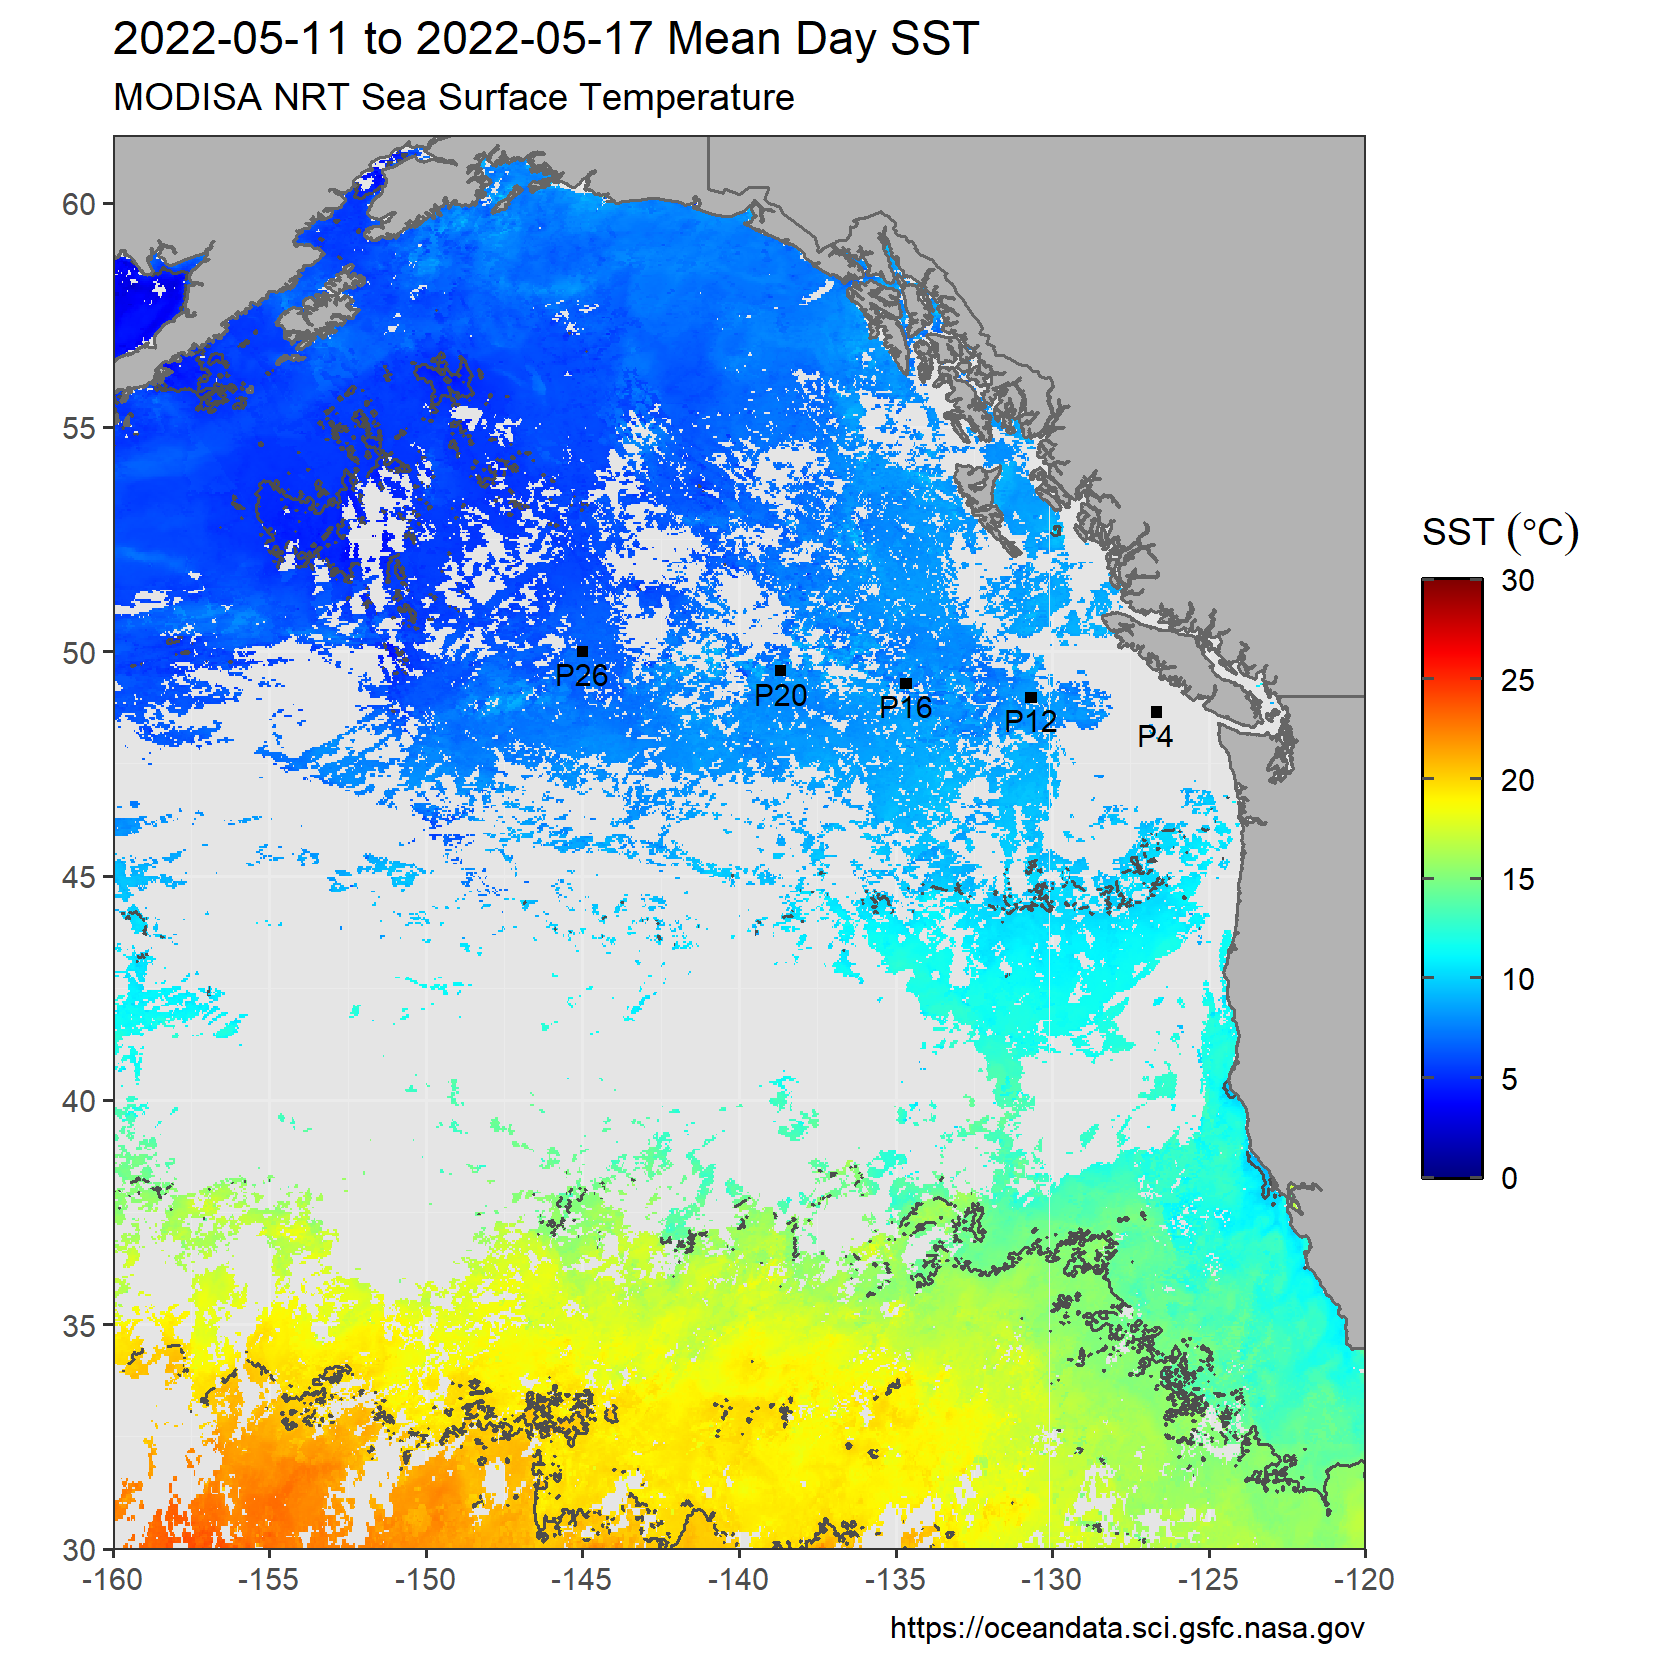 2022-05-11 to 2022-05-17 Mean Day SST
MODISA NRT Sea Surface Temperature
60
55
50
45
40
35
30
P26
P20
P16
P12
P4
-160
-155
-150
-145
-140
-135
-130
-125
-120
SST (°C)
30
25
20
15
10
5
0
https://oceandata.sci.gsfc.nasa.gov